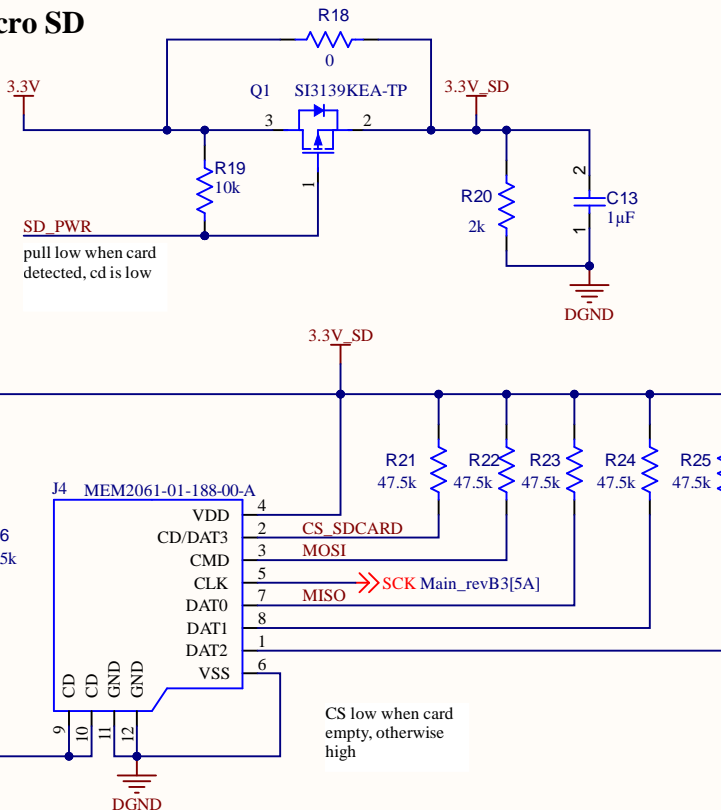 cro SD
R18
0
3.3V
Q1 SI3139KEA-TP
3.3V_SD
3 2
R19
10k
1
R20
2k
2
C13
1µF
1
SD_PWR
pull low when card
detected, cd is low
DGND
3.3V_SD
R21 R22 R23 R24 R25
47.5k 47.5k 47.5k 47.5k 47.5k
J4 MEM2061-01-188-00-A
6
5k
VDD 4
CD/DAT3 2 CS_SDCARD
CMD 3 MOSI
CLK 5 SCK Main_revB3[5A]
DAT0 7 MISO
DAT1 8
DAT2 1
VSS 6
CD CD GND GND
9 10 11 12
CS low when card
empty, otherwise
high
DGND